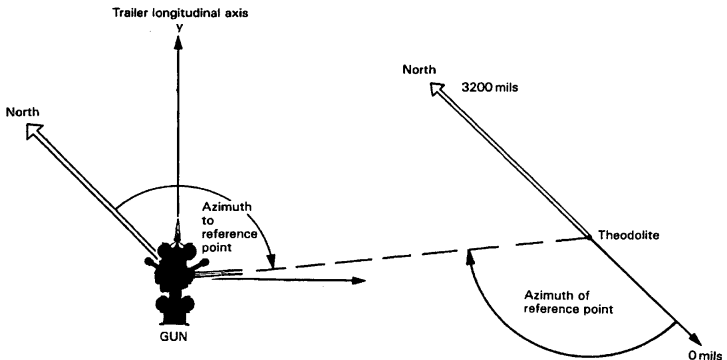 Trailer longitudinal axis
y
North
Azimuth
to
reference
point
GUN
North
3200 mils
Theodolite
Azimuth of
reference point
0 mils